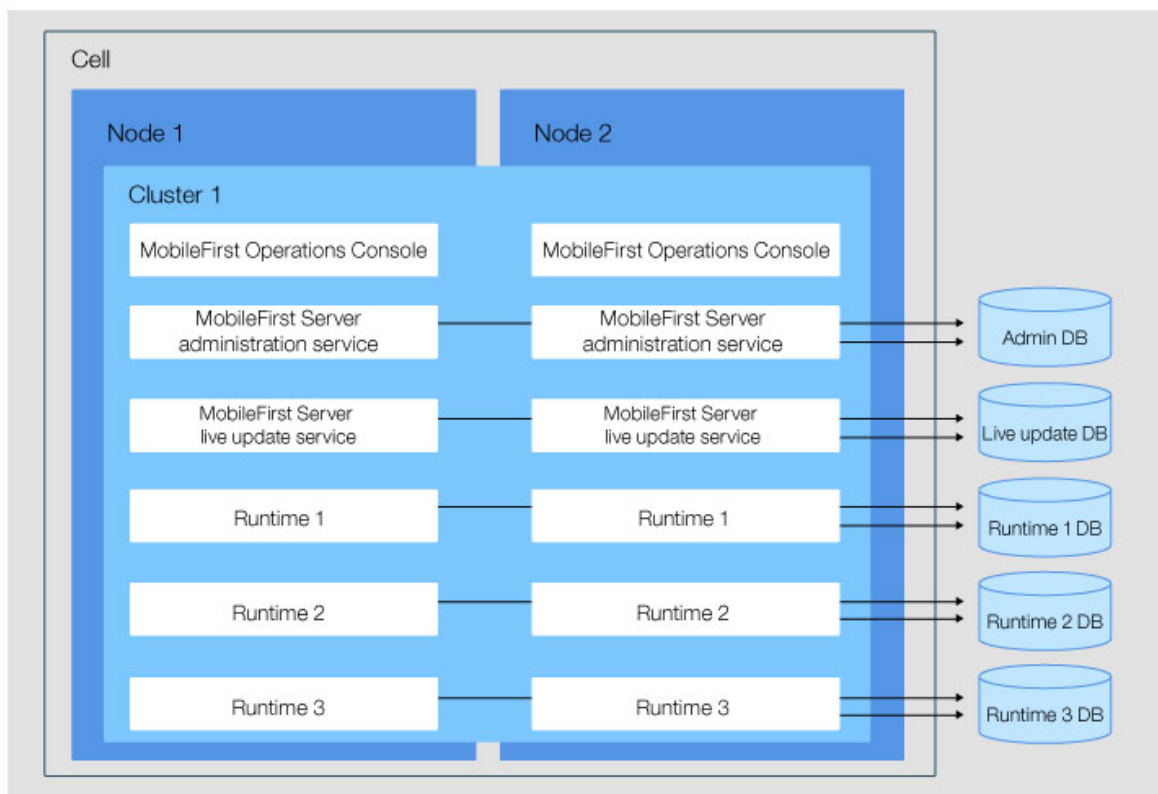 Cell
Node 1
Node 2
Cluster 1
MobileFirst Operations Console
MobileFirst Operations Console
MobileFirst Server
administration service
MobileFirst Server
administration service
Admin DB
MobileFirst Server
live update service
MobileFirst Server
live update service
Live update DB
Runtime 1
Runtime 1
Runtime 1 DB
Runtime 2
Runtime 2
Runtime 2 DB
Runtime 3
Runtime 3
Runtime 3 DB